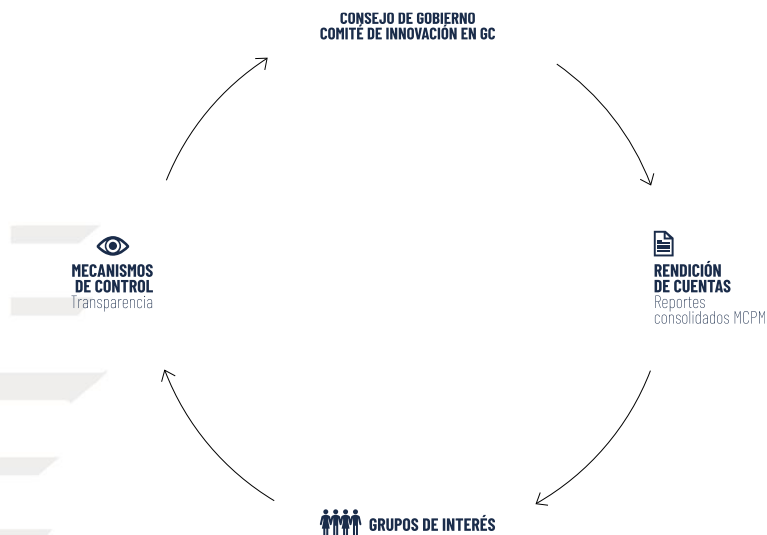 CONSEJO DE GOBIERNO
COMITÉ DE INNOVACIÓN EN GC
MECANISMOS
DE CONTROL
Transparencia
RENDICIÓN
DE CUENTAS
Reportes
consolidados MCPM
GRUPOS DE INTERÉS